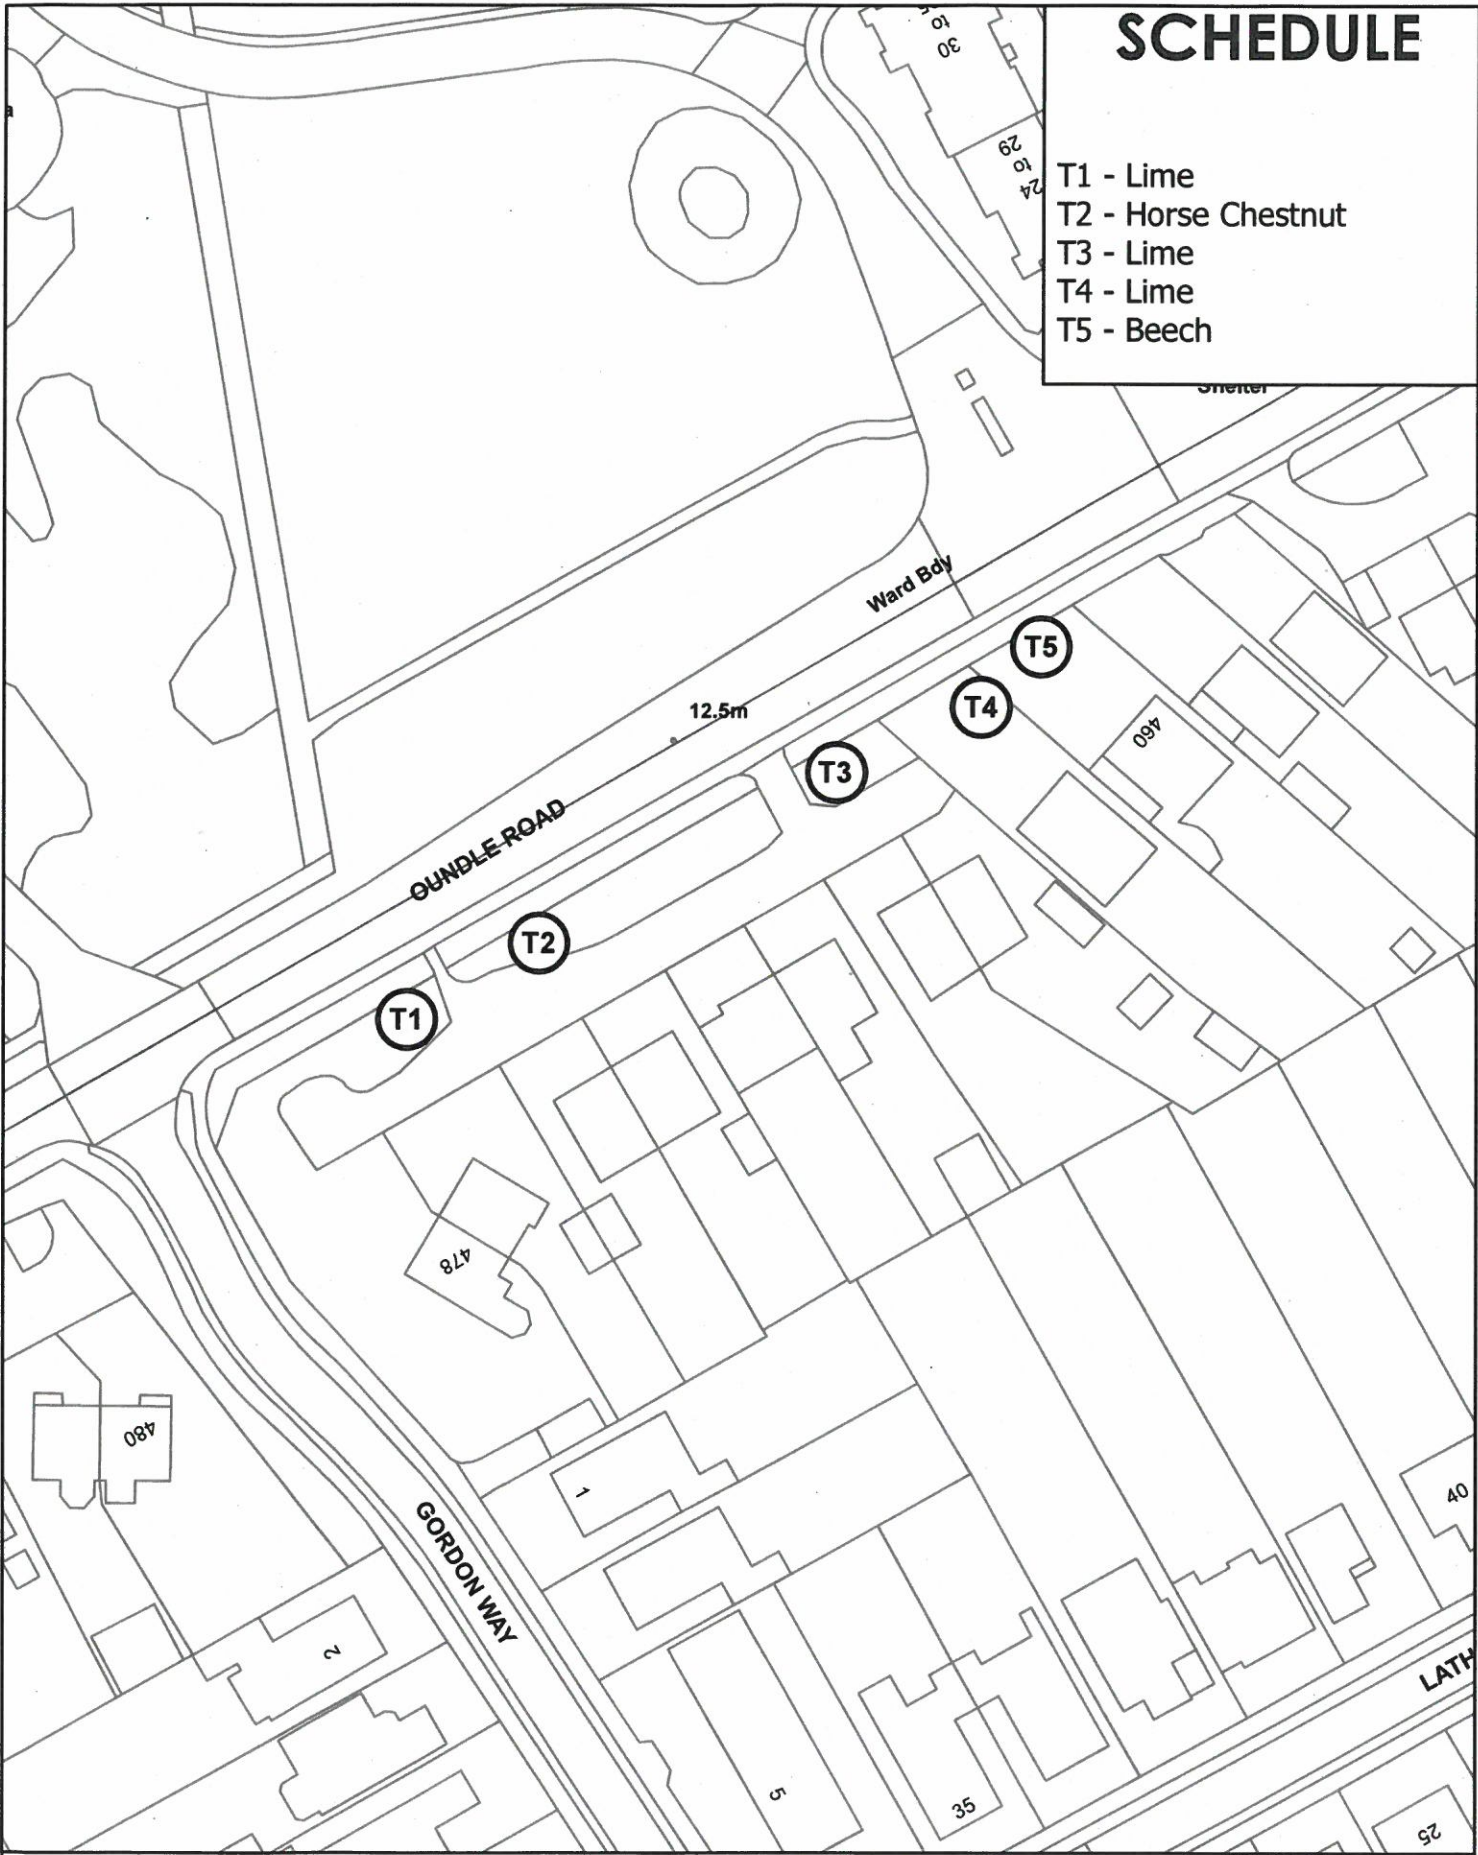 SCHEDULE
T1 - Lime
T2 - Horse Chestnut
T3 - Lime
T4 - Lime
T5 - Beech
to
30
29
to
24
Ward Bdy
T5
T4
12.5m
T3
460
OUNDLE ROAD
T2
T1
478
480
1
40
GORDON WAY
2
LATH
5
35
25